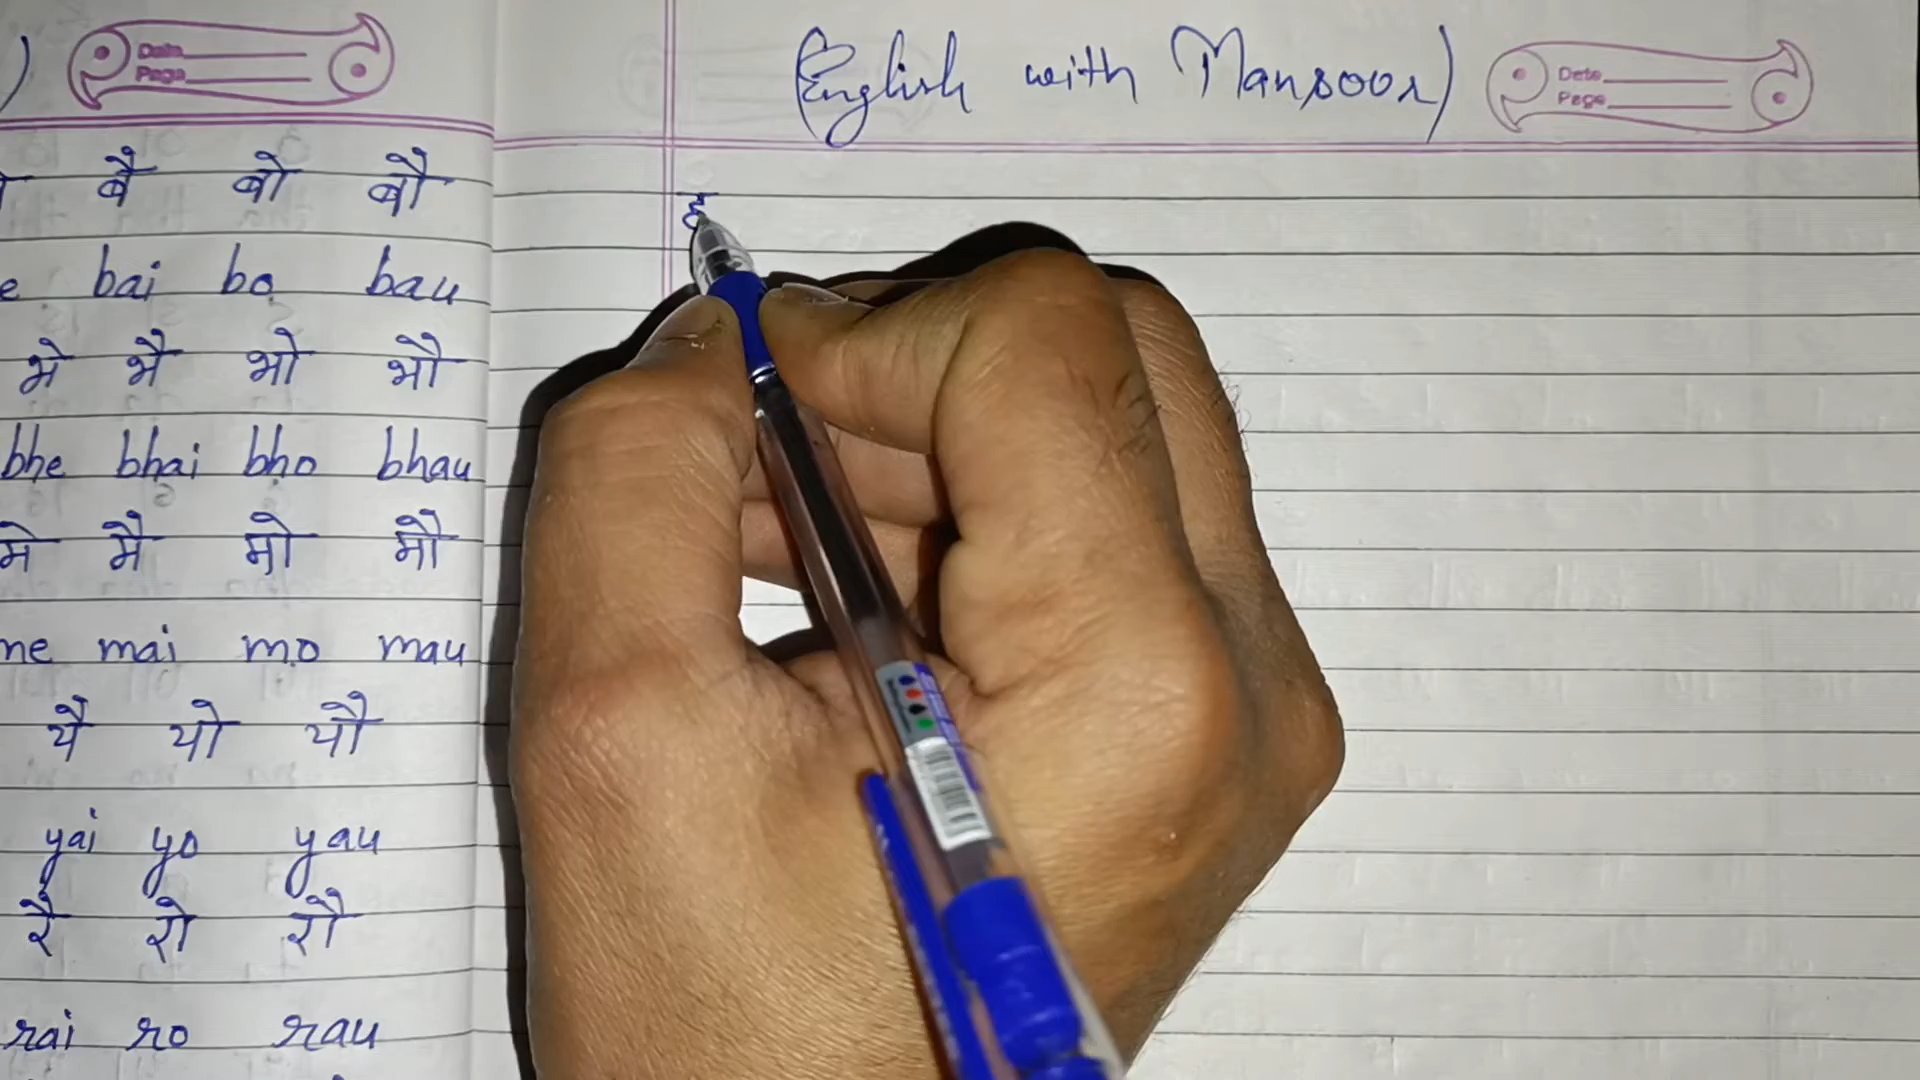 Date
Page
बै बो बौ
bai bo bau
भे भै भो भौ
bhe bhai bho bhau
मे मै मो मौ
me mai mo mau
यै यो यौ
yai yo yau
रै रो रौ
rai ro rau
(English with Mansoor)
Date
Page